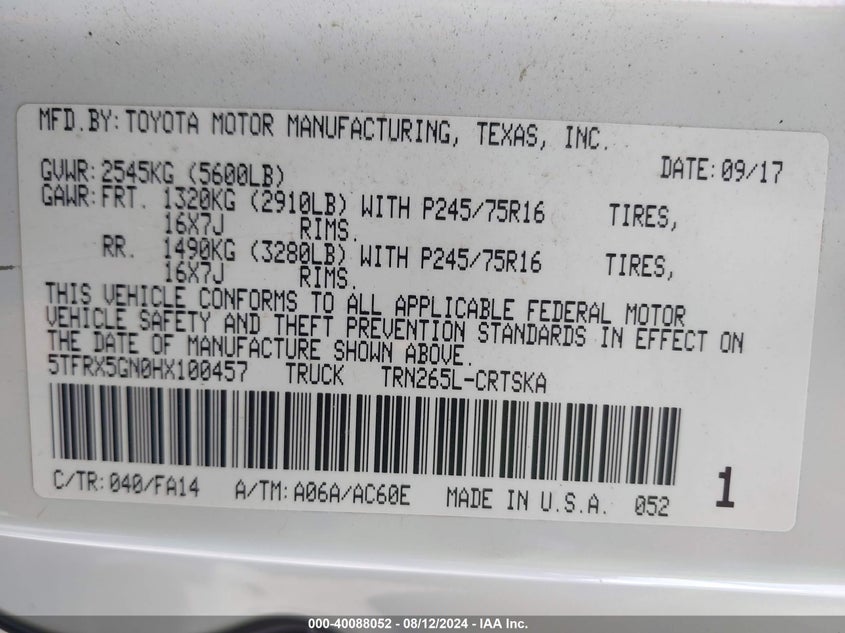 MFD.BY:TOYOTA MOTOR MANUFACTURING, TEXAS, INC.
DATE:09/17
GVWR:2545KG (5600LB)
GAWR:FRT. 1320KG (2910LB) WITH P245/75R16 TIRES,
16X7J RIMS.
RR. 1490KG (3280LB) WITH P245/75R16 TIRES,
16X7J RIMS.
THIS VEHICLE CONFORMS TO ALL APPLICABLE FEDERAL MOTOR
VEHICLE SAFETY AND THEFT PREVENTION STANDARDS IN EFFECT ON
THE DATE OF MANUFACTURE SHOWN ABOVE.
5TFRX5GN0HX100457 TRUCK TRN265L-CRTSKA
C/TR:040/FA14 A/TM:A06A/AC60E MADE IN U.S.A. 052 1
000-40088052 - 08/12/2024 - IAA Inc.